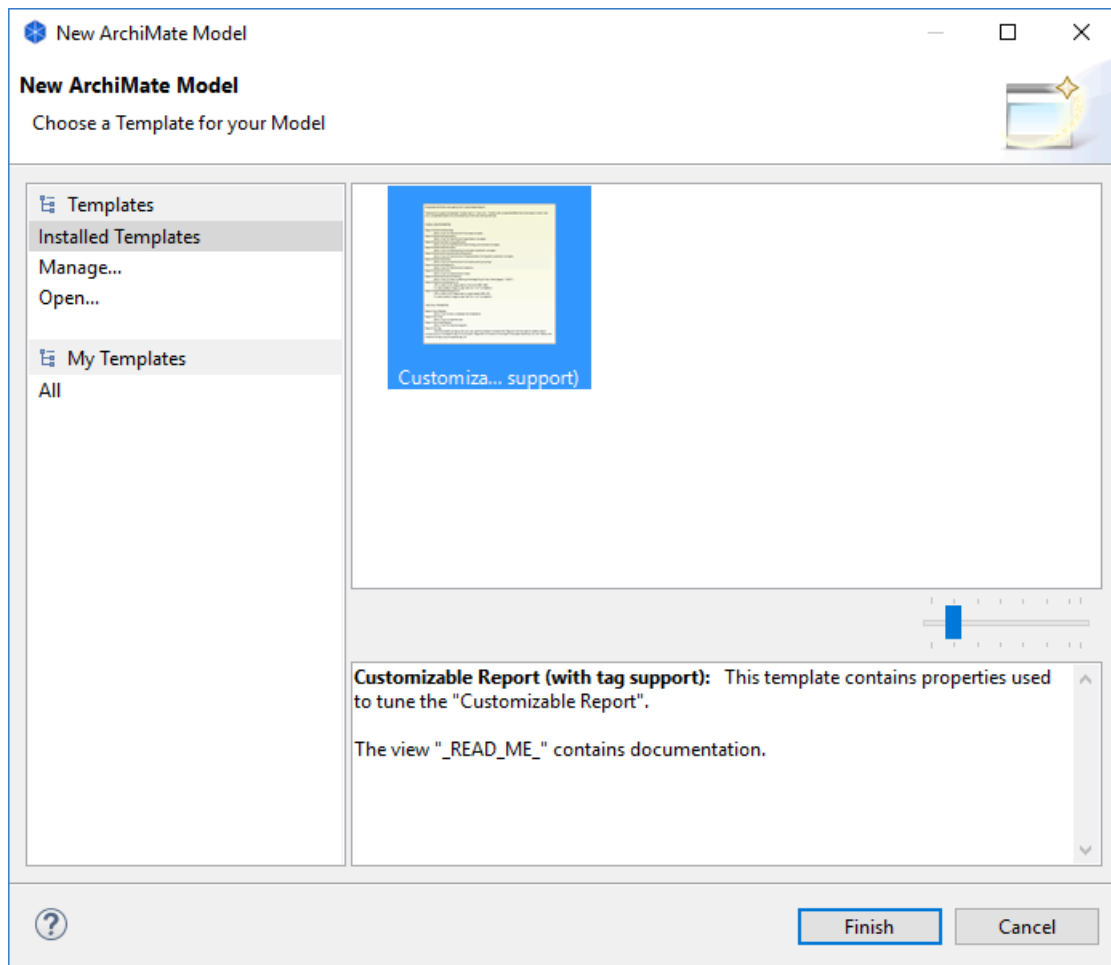 New ArchiMate Model
New ArchiMate Model
Choose a Template for your Model
Templates
Installed Templates
Manage...
Open...
My Templates
All
Customiza... support)
Customizable Report (with tag support): This template contains properties used
to tune the "Customizable Report".
The view "_READ_ME_" contains documentation.
?
Finish
Cancel